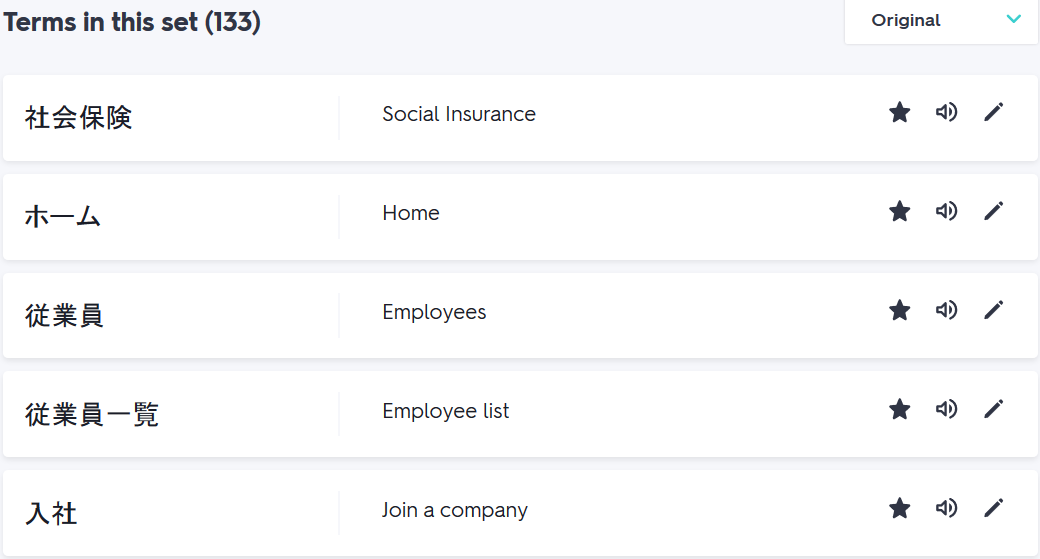 Terms in this set (133)
Original
社会保険
Social Insurance
ホーム
Home
従業員
Employees
従業員一覧
Employee list
入社
Join a company